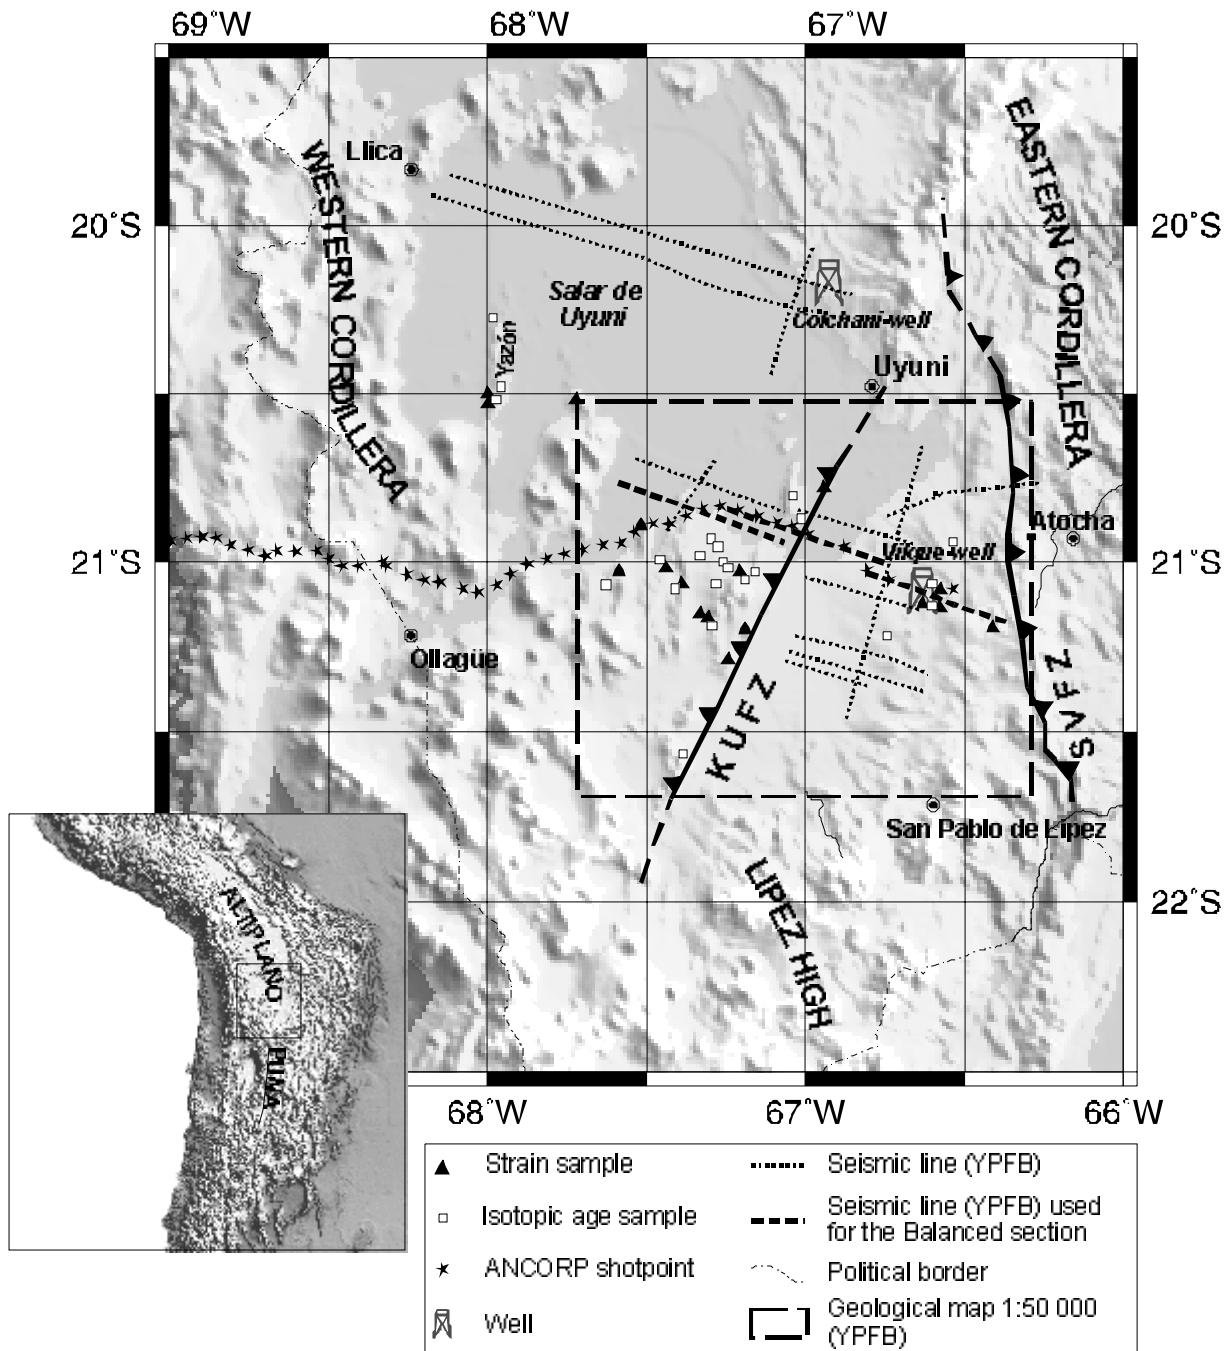 69°W
68°W
67°W
Llica
WESTERN CORDILLERA
EASTERN CORDILLERA
20°S
20°S
Salar de
Uyuni
Colchani-well
Yazón
Uyuni
Atocha
Vilque-well
21°S
21°S
Ollagüe
KUFZ
SVFZ
San Pablo de Lipez
LIPEZ HIGH
22°S
22°S
ALTIPLANO
PUNA
68°W
67°W
66°W
Strain sample
Isotopic age sample
ANCORP shotpoint
Well
Seismic line (YPFB)
Seismic line (YPFB) used
for the Balanced section
Political border
Geological map 1:50 000
(YPFB)